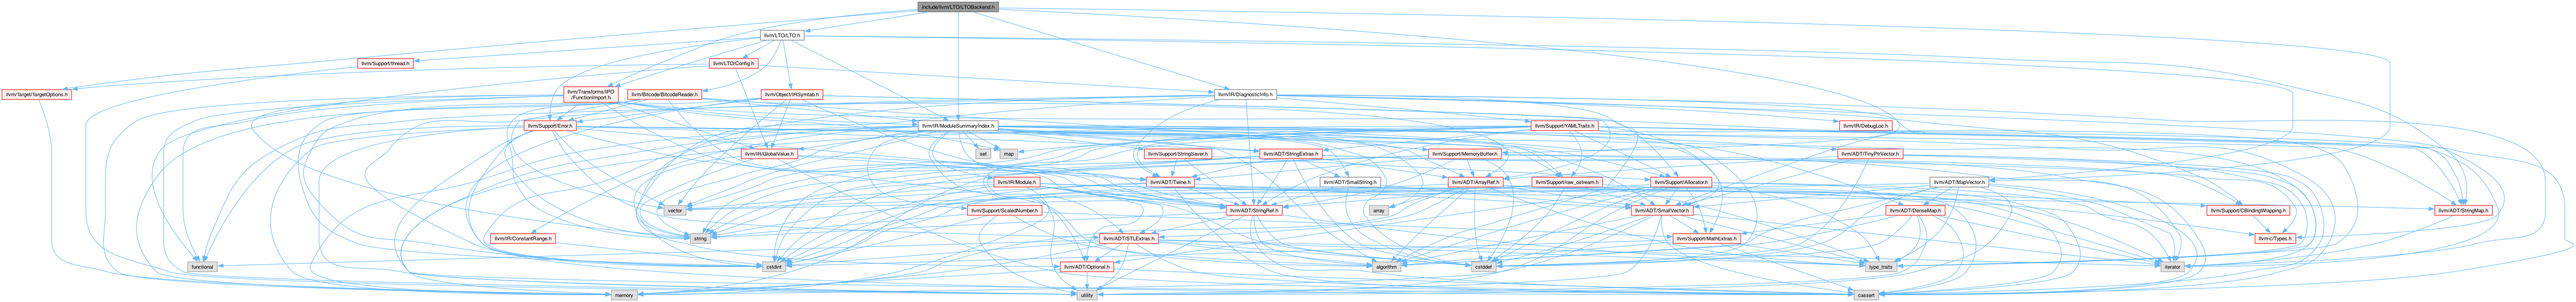 include/llvm/LTO/LTOBackend.h
llvm/LTO/LTO.h
llvm/Support/thread.h
llvm/LTO/Config.h
llvm/Target/TargetOptions.h
llvm/Transforms/IPO
/FunctionImport.h
llvm/Bitcode/BitcodeReader.h
llvm/Object/IRSymtab.h
llvm/IR/DiagnosticInfo.h
llvm/Support/Error.h
llvm/IR/ModuleSummaryIndex.h
llvm/Support/YAMLTraits.h
llvm/IR/DebugLoc.h
llvm/IR/GlobalValue.h
set
map
llvm/Support/StringSaver.h
llvm/ADT/StringExtras.h
llvm/Support/MemoryBuffer.h
llvm/ADT/TinyPtrVector.h
llvm/IR/Module.h
llvm/ADT/Twine.h
llvm/ADT/SmallString.h
llvm/ADT/ArrayRef.h
llvm/Support/raw_ostream.h
llvm/Support/Allocator.h
llvm/ADT/MapVector.h
vector
llvm/Support/ScaledNumber.h
llvm/ADT/StringRef.h
array
llvm/ADT/SmallVector.h
llvm/ADT/DenseMap.h
llvm/Support/CBindingWrapping.h
llvm/ADT/StringMap.h
llvm/IR/ConstantRange.h
string
llvm/ADT/STLExtras.h
llvm/Support/MathExtras.h
llvm-c/Types.h
functional
cstdint
llvm/ADT/Optional.h
algorithm
cstddef
type_traits
iterator
memory
utility
cassert